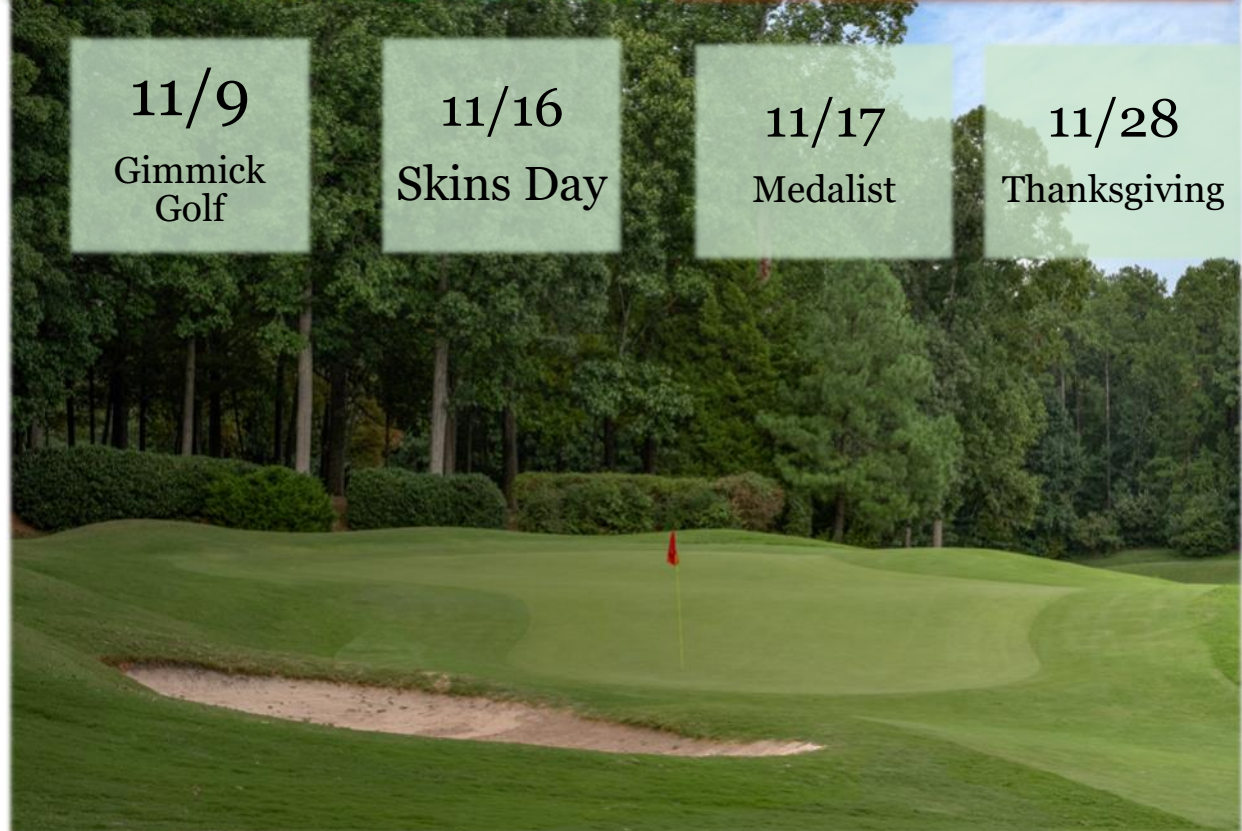 11/9
Gimmick
Golf
11/16
Skins Day
11/17
Medalist
11/28
Thanksgiving